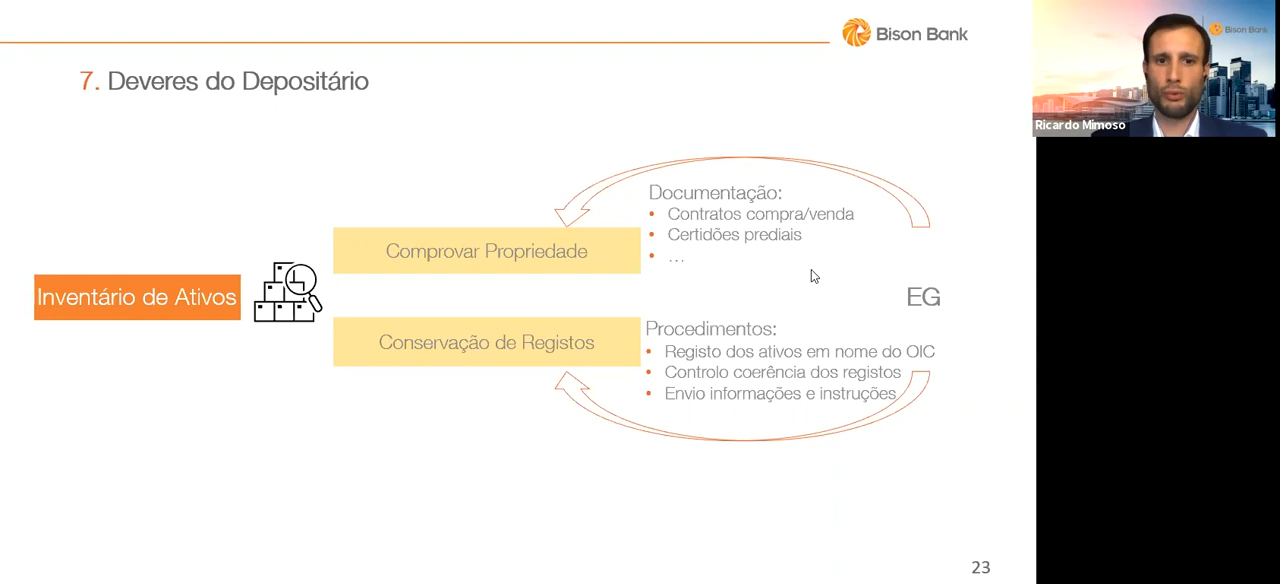 Bison Bank
7. Deveres do Depositário
Bison Bank
Ricardo Mimoso
Documentação:
• Contratos compra/venda
• Certidões prediais
• ...
Comprovar Propriedade
Inventário de Ativos
EG
Conservação de Registos
Procedimentos:
• Registo dos ativos em nome do OIC
• Controlo coerência dos registos
• Envio informações e instruções
23